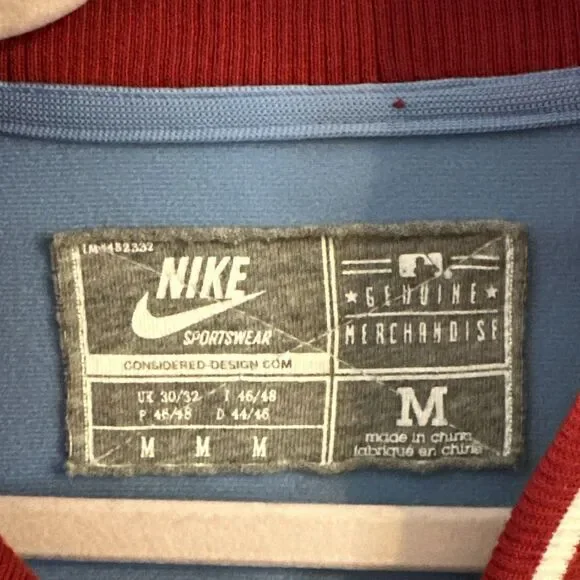 NIKE
SPORTSWEAR
CONSIDERED-DESIGN.COM
UK 30/32 I 46/48
P 46/48 D 44/46
M M M
GENUINE
MERCHANDISE
M
made in china
fabriqué en chine